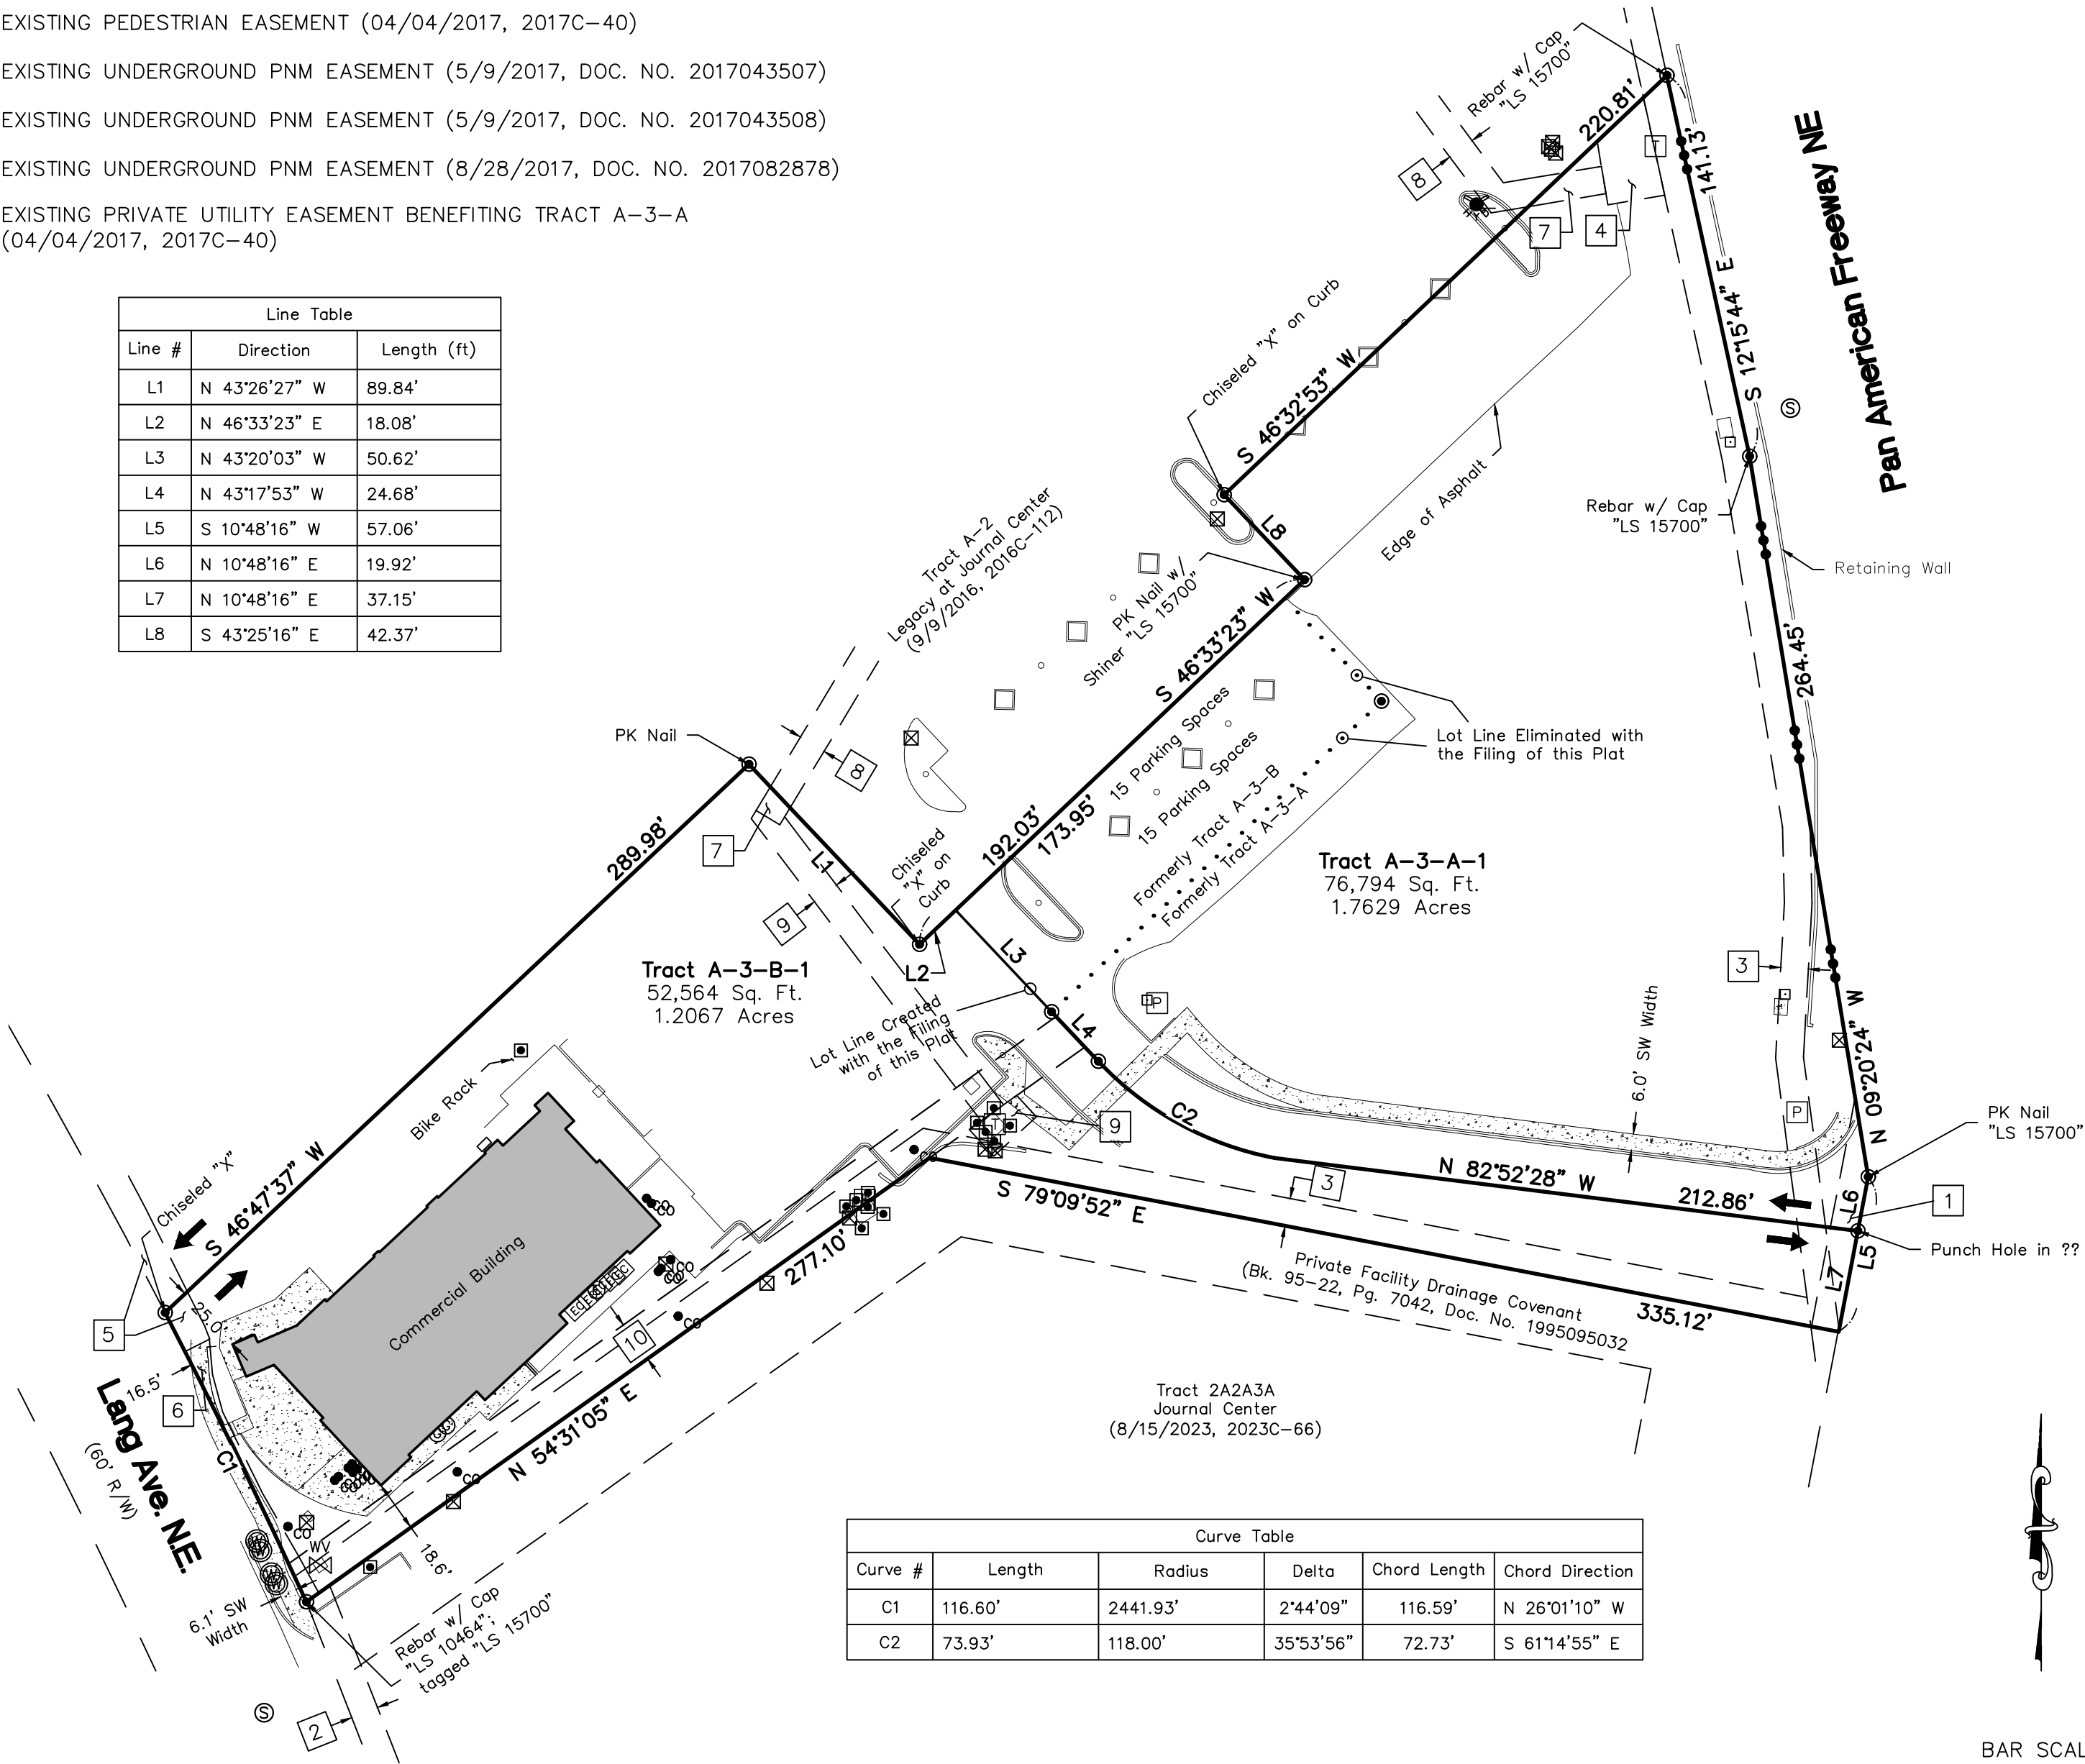 EXISTING PEDESTRIAN EASEMENT (04/04/2017, 2017C-40)
EXISTING UNDERGROUND PNM EASEMENT (5/9/2017, DOC. NO. 2017043507)
EXISTING UNDERGROUND PNM EASEMENT (5/9/2017, DOC. NO. 2017043508)
EXISTING UNDERGROUND PNM EASEMENT (8/28/2017, DOC. NO. 2017082878)
EXISTING PRIVATE UTILITY EASEMENT BENEFITING TRACT A-3-A
(04/04/2017, 2017C-40)
Line Table
Line # Direction Length (ft)
L1 N 43°26'27" W 89.84'
L2 N 46°33'23" E 18.08'
L3 N 43°20'03" W 50.62'
L4 N 43°17'53" W 24.68'
L5 S 10°48'16" W 57.06'
L6 N 10°48'16" E 19.92'
L7 N 10°48'16" E 37.15'
L8 S 43°25'16" E 42.37'
Rebar w/ Cap
"LS 15700"
220.81'
8
7
4
T
141.13'
Pan American Freeway NE
S 12°15'44" E
S
Chiseled "X" on Curb
S 46°32'53" W
L8
Edge of Asphalt
Rebar w/ Cap
"LS 15700"
Retaining Wall
264.45'
Tract A-2
Legacy at Journal Center
(9/9/2016, 2016C-112)
PK Nail w/
Shiner "LS 15700"
S 46°33'23" W
Lot Line Eliminated with
the Filing of this Plat
15 Parking Spaces
15 Parking Spaces
PK Nail
8
7
289.98'
L1
9
Chiseled
"X" on
Curb
192.03'
173.95'
Formerly Tract A-3-B
Formerly Tract A-3-A
Tract A-3-A-1
76,794 Sq. Ft.
1.7629 Acres
Tract A-3-B-1
52,564 Sq. Ft.
1.2067 Acres
L2
L3
L4
Lot Line Created
with the Filing
of this Plat
P
3
6.0' SW Width
N 09°20'24" W
P
PK Nail
"LS 15700"
Bike Rack
T
9
C2
CO
N 82°52'28" W
3
212.86'
L6
1
Punch Hole in ??
L5
L7
S 79°09'52" E
335.12'
Private Facility Drainage Covenant
(Bk. 95-22, Pg. 7042, Doc. No. 1995095032
Chiseled "X"
S 46°47'37" W
Commercial Building
CO
CO
CO
CO
277.10'
10
CO
5
25.0'
16.5'
6
Lang Ave. N.E.
(60' R/W)
C1
N 54°31'05" E
CO
CO
WV
18.6'
6.1' SW
Width
Rebar w/ Cap
"LS 10464";
tagged "LS 15700"
S
2
Tract 2A2A3A
Journal Center
(8/15/2023, 2023C-66)
Curve Table
Curve # Length Radius Delta Chord Length Chord Direction
C1 116.60' 2441.93' 2°44'09" 116.59' N 26°01'10" W
C2 73.93' 118.00' 35°53'56" 72.73' S 61°14'55" E
BAR SCAL